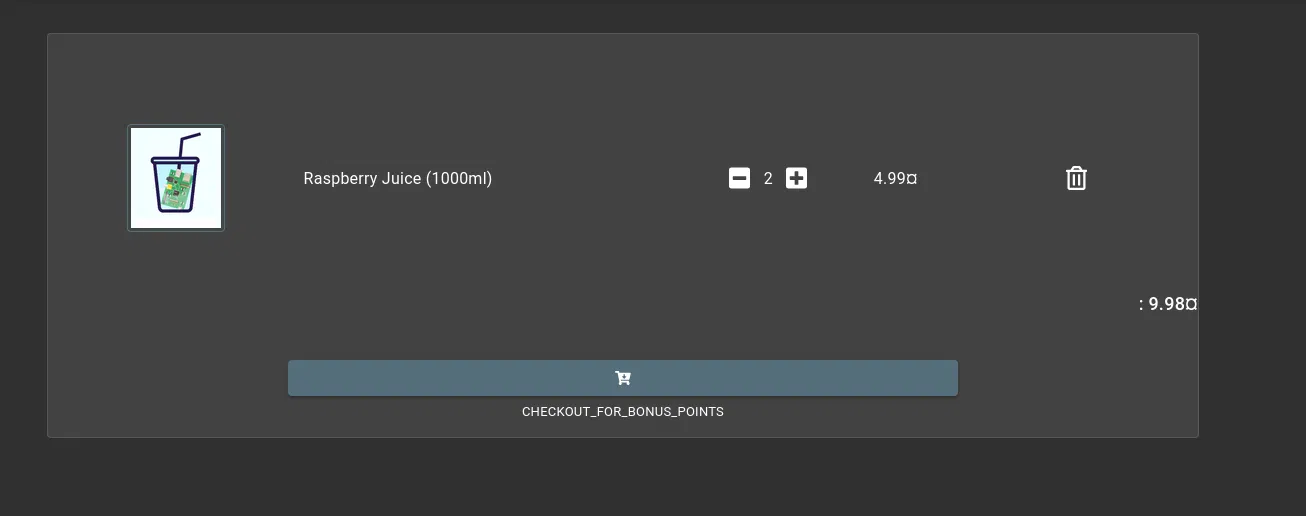 Raspberry Juice (1000ml) 2 4.99¤
: 9.98¤
CHECKOUT_FOR_BONUS_POINTS